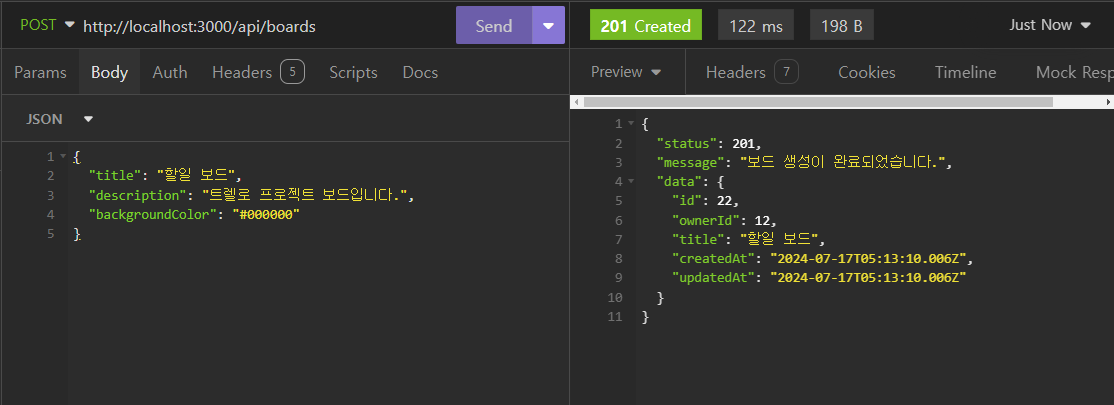 POST http://localhost:3000/api/boards Send
Params Body Auth Headers 5 Scripts Docs
JSON
1 {
2 "title": "할일 보드",
3 "description": "트렐로 프로젝트 보드입니다.",
4 "backgroundColor": "#000000"
5 }
201 Created 122 ms 198 B Just Now
Preview Headers 7 Cookies Timeline Mock Resp
1 {
2 "status": 201,
3 "message": "보드 생성이 완료되었습니다.",
4 "data": {
5 "id": 22,
6 "ownerId": 12,
7 "title": "할일 보드",
8 "createdAt": "2024-07-17T05:13:10.006Z",
9 "updatedAt": "2024-07-17T05:13:10.006Z"
10 }
11 }